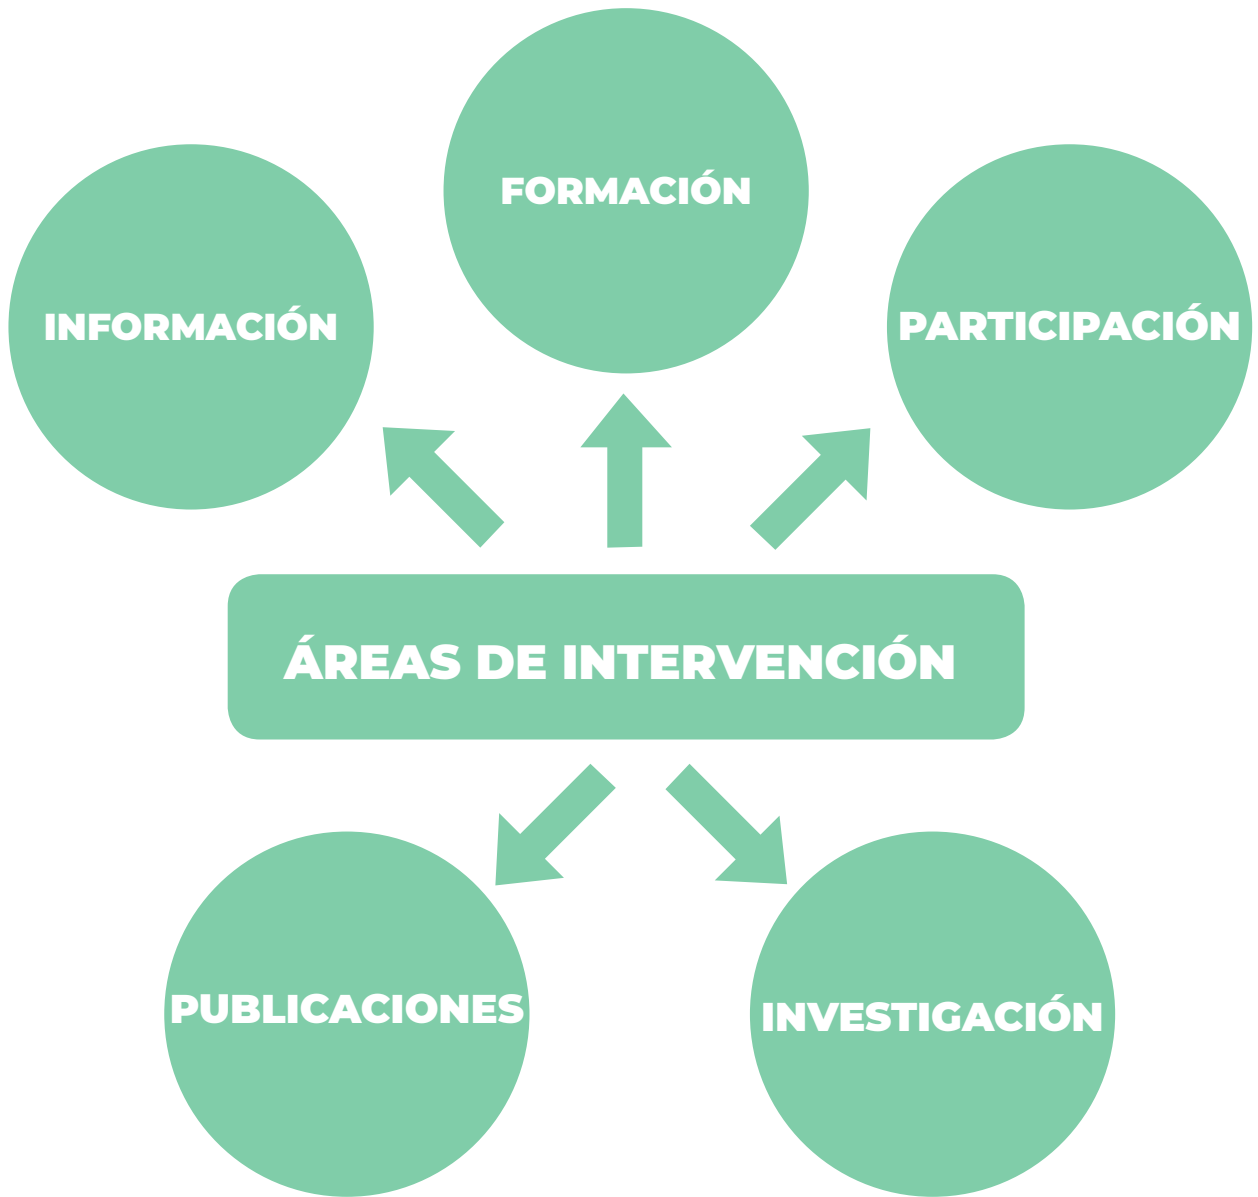 FORMACIÓN
INFORMACIÓN
PARTICIPACIÓN
ÁREAS DE INTERVENCIÓN
PUBLICACIONES
INVESTIGACIÓN